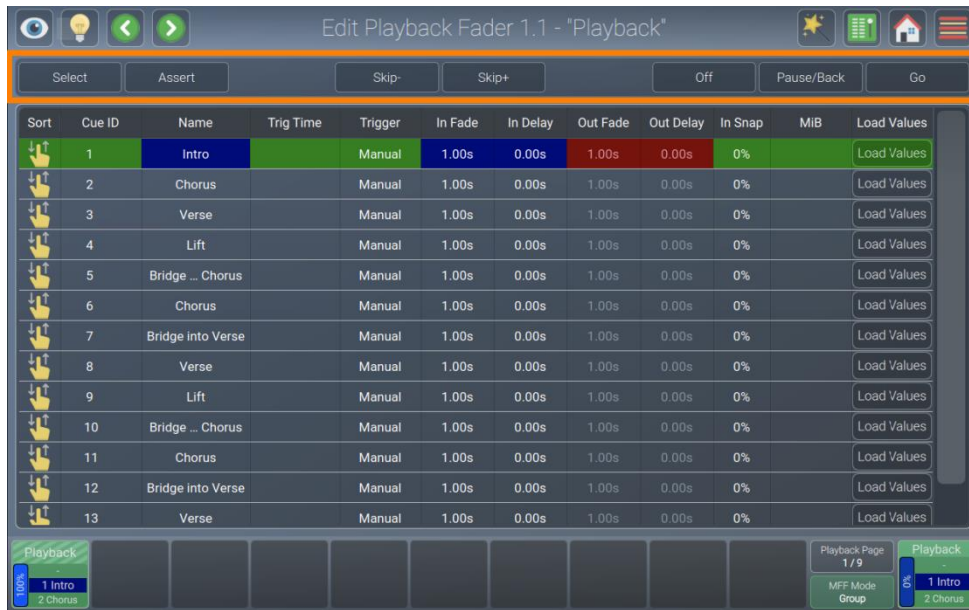 Edit Playback Fader 1.1 - "Playback"
Select Assert Skip- Skip+ Off Pause/Back Go
Sort Cue ID Name Trig Time Trigger In Fade In Delay Out Fade Out Delay In Snap MiB Load Values
1 Intro Manual 1.00s 0.00s 1.00s 0.00s 0% Load Values
2 Chorus Manual 1.00s 0.00s 1.00s 0.00s 0% Load Values
3 Verse Manual 1.00s 0.00s 1.00s 0.00s 0% Load Values
4 Lift Manual 1.00s 0.00s 1.00s 0.00s 0% Load Values
5 Bridge ... Chorus Manual 1.00s 0.00s 1.00s 0.00s 0% Load Values
6 Chorus Manual 1.00s 0.00s 1.00s 0.00s 0% Load Values
7 Bridge into Verse Manual 1.00s 0.00s 1.00s 0.00s 0% Load Values
8 Verse Manual 1.00s 0.00s 1.00s 0.00s 0% Load Values
9 Lift Manual 1.00s 0.00s 1.00s 0.00s 0% Load Values
10 Bridge ... Chorus Manual 1.00s 0.00s 1.00s 0.00s 0% Load Values
11 Chorus Manual 1.00s 0.00s 1.00s 0.00s 0% Load Values
12 Bridge into Verse Manual 1.00s 0.00s 1.00s 0.00s 0% Load Values
13 Verse Manual 1.00s 0.00s 1.00s 0.00s 0% Load Values
Playback
-
100%
1 Intro
2 Chorus
Playback Page
1/9
MFF Mode
Group
Playback
-
0%
1 Intro
2 Chorus